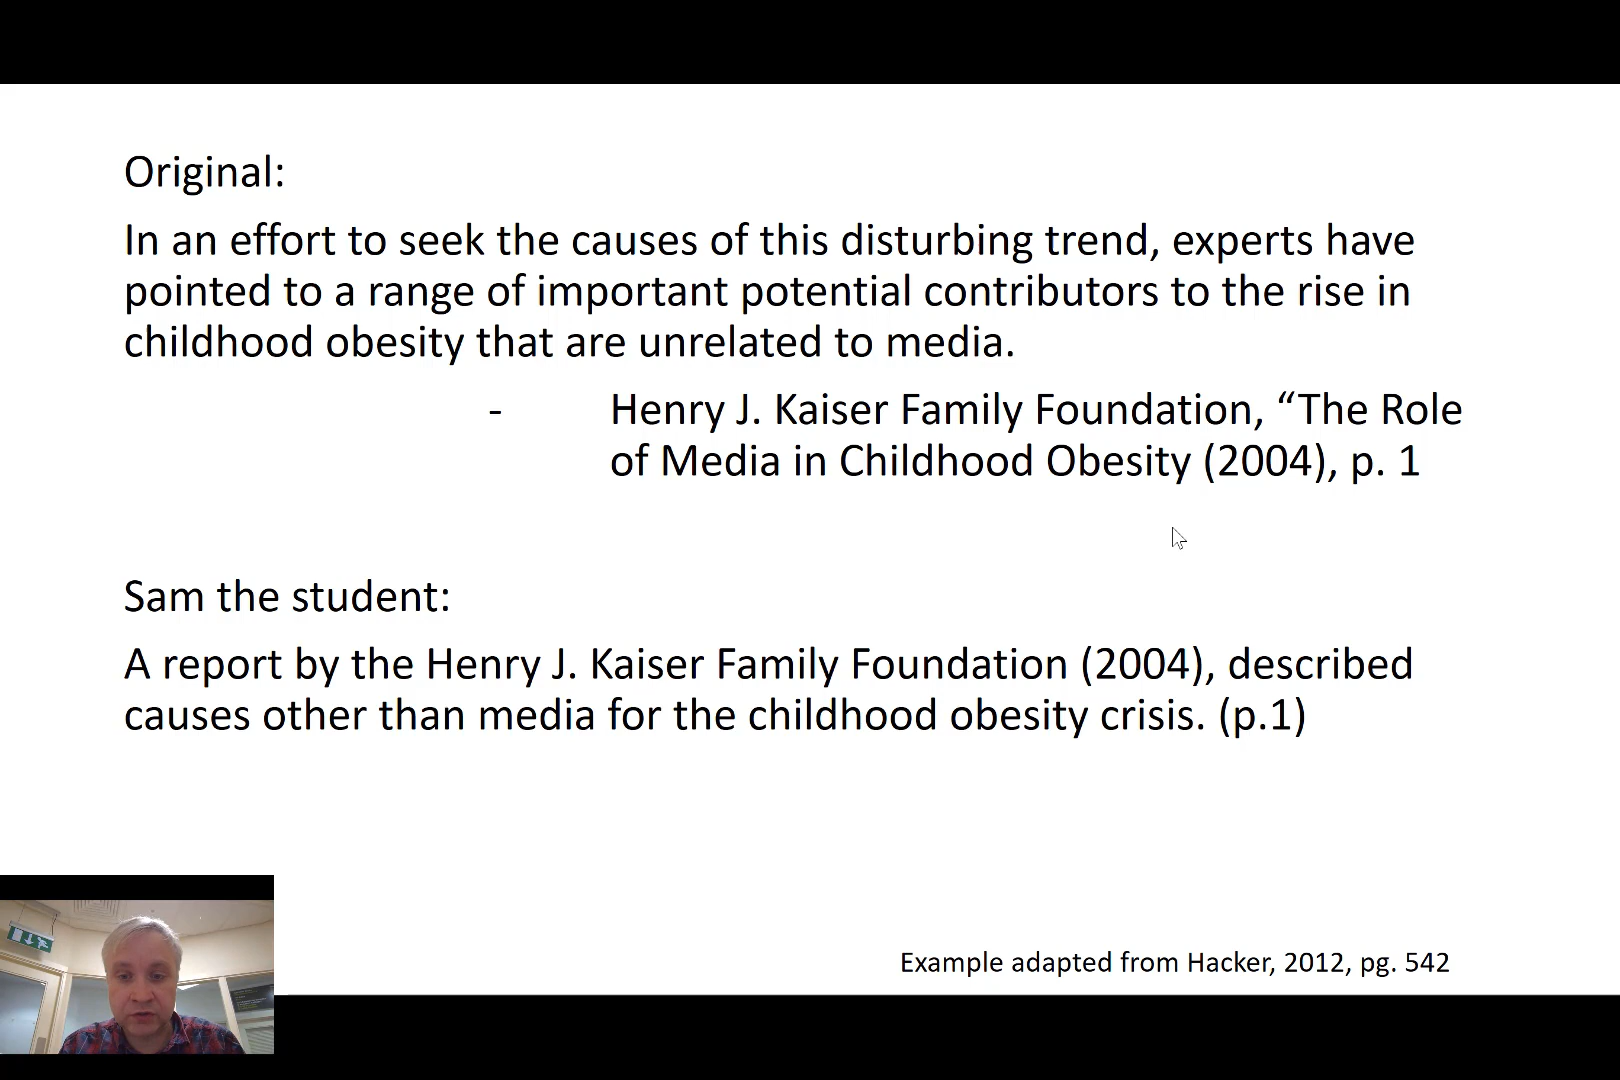 Original:
In an effort to seek the causes of this disturbing trend, experts have
pointed to a range of important potential contributors to the rise in
childhood obesity that are unrelated to media.
- Henry J. Kaiser Family Foundation, “The Role
of Media in Childhood Obesity (2004), p. 1
Sam the student:
A report by the Henry J. Kaiser Family Foundation (2004), described
causes other than media for the childhood obesity crisis. (p.1)
Example adapted from Hacker, 2012, pg. 542